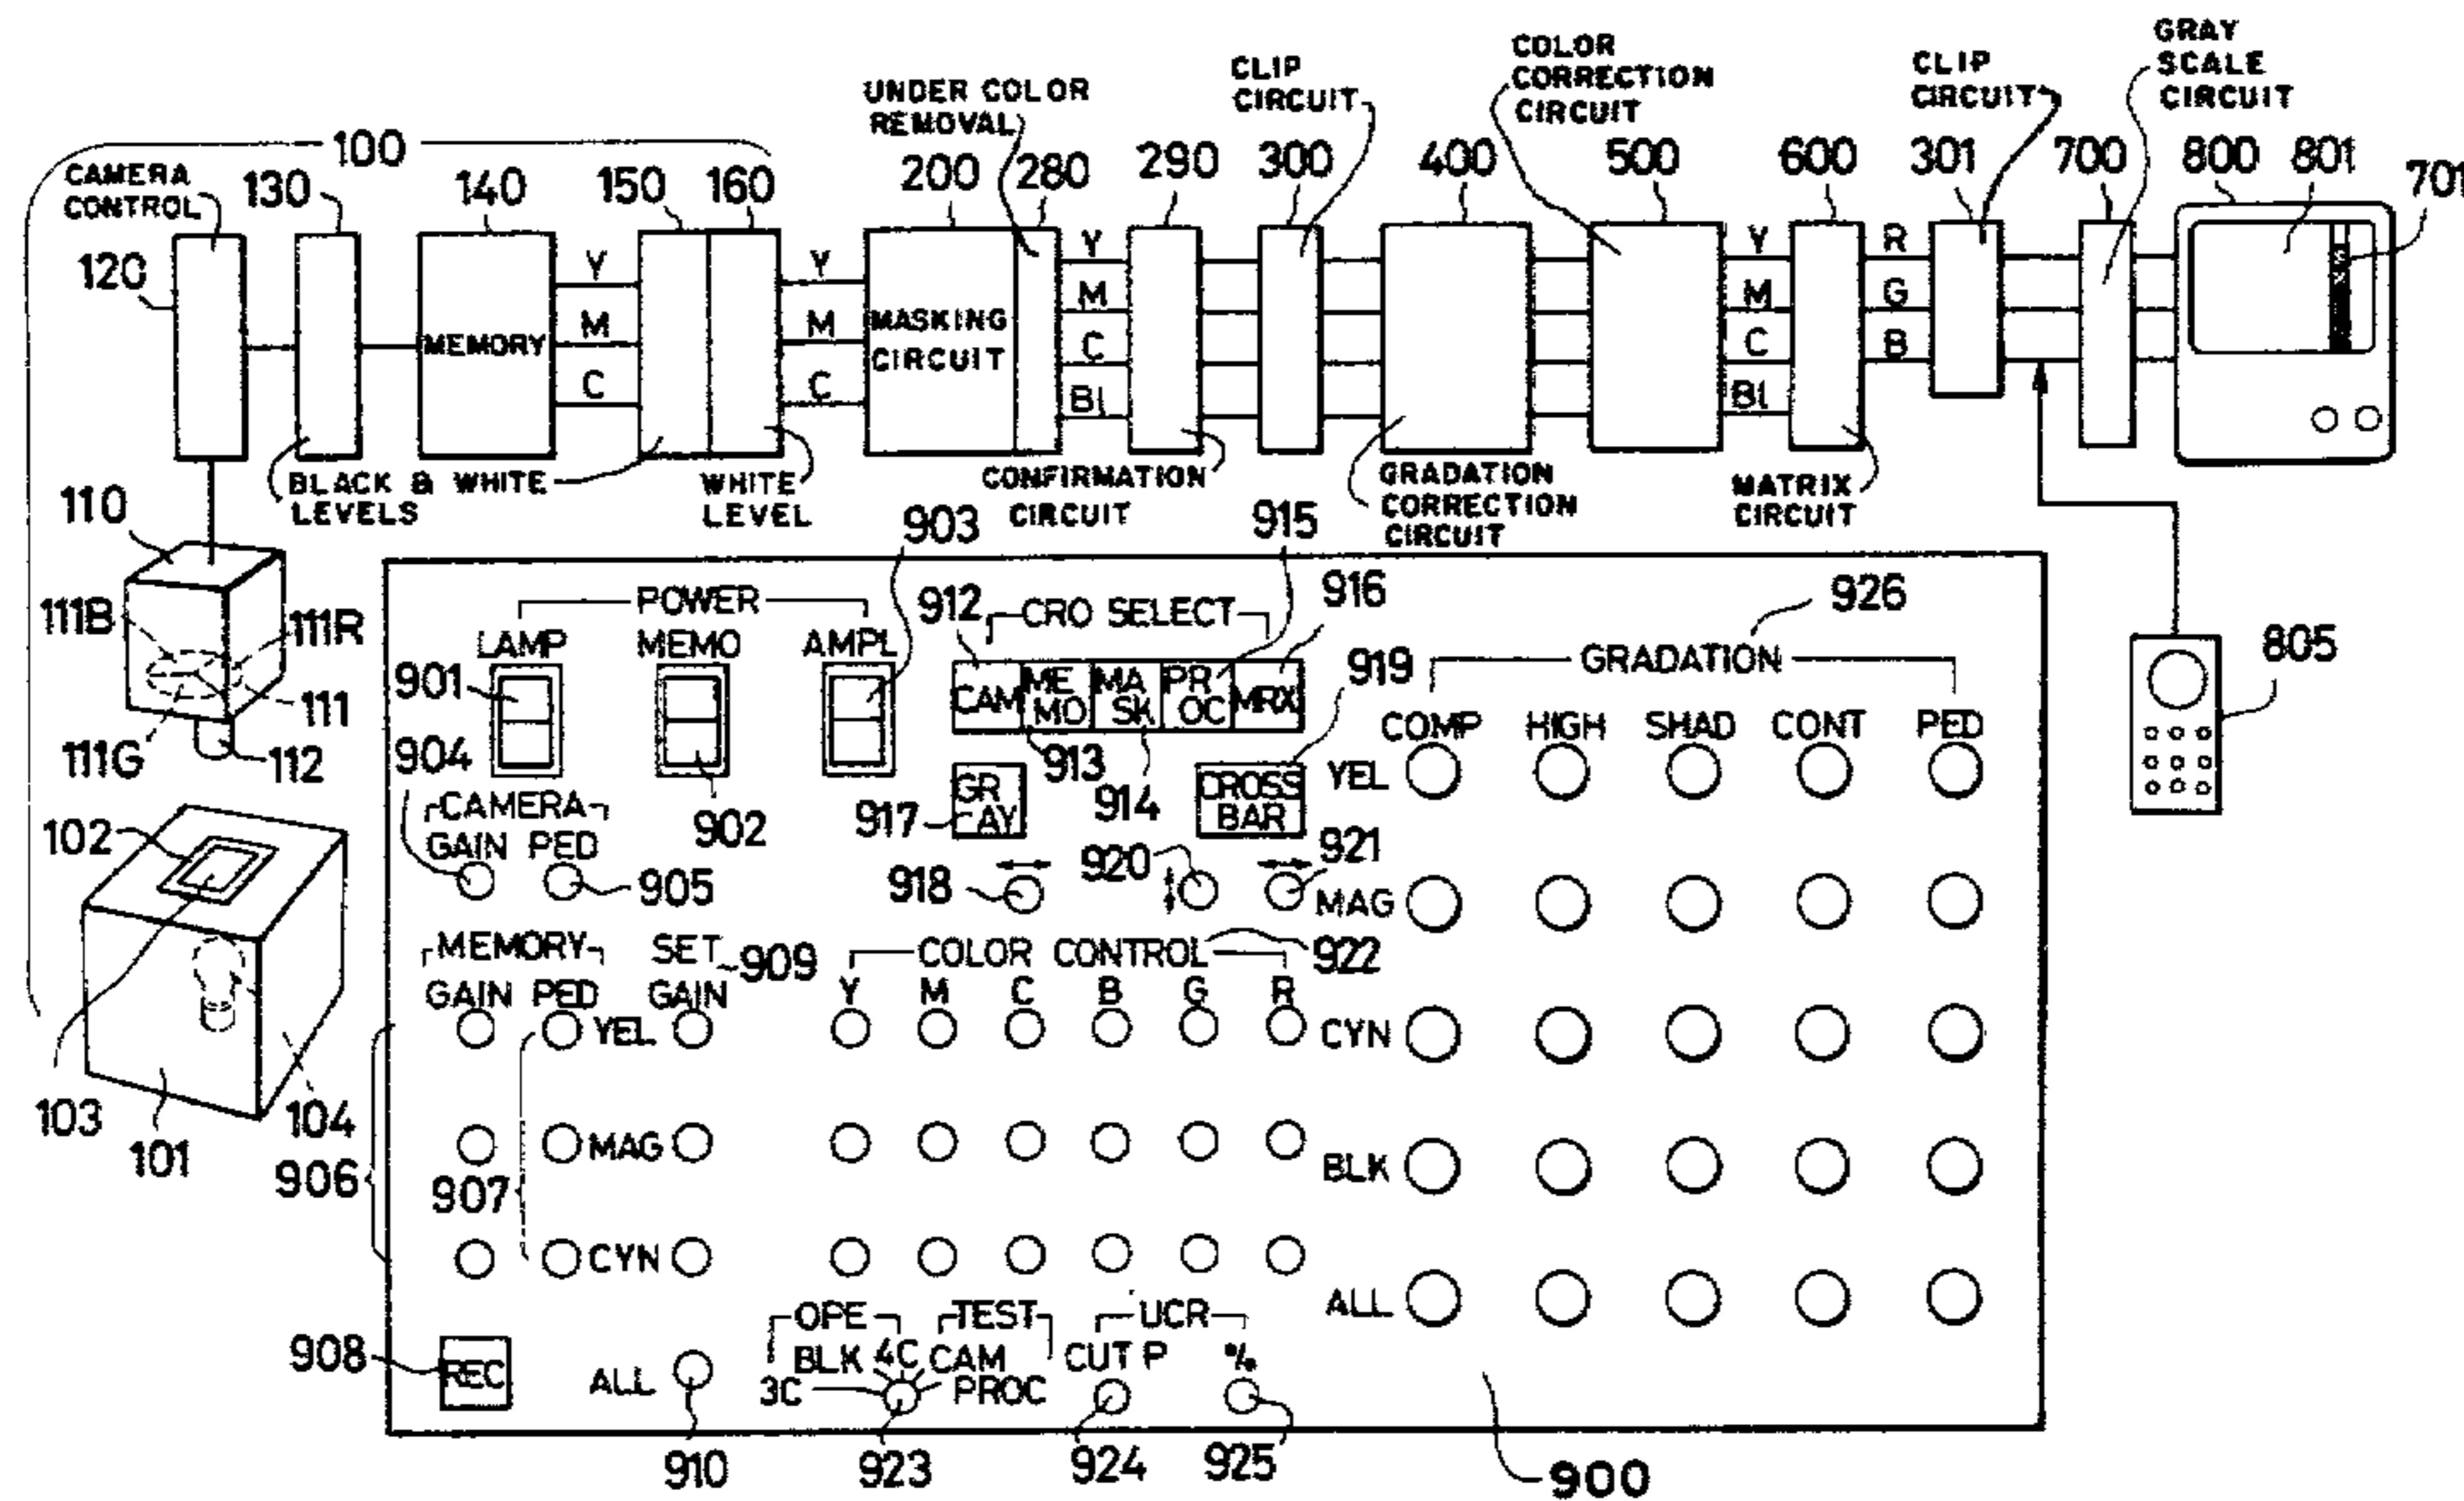 GRAY
SCALE
CIRCUIT
COLOR
CORRECTION
CIRCUIT
CLIP
CIRCUIT
CLIP
CIRCUIT
UNDER COLOR
REMOVAL
100
CAMERA
CONTROL
130
140
150
160
200
280
290
300
400
500
600
301
700
800
801
701
120
Y
M
C
Y
M
C
Y
M
C
Bl
Y
M
C
Bl
R
G
B
MEMORY
MASKING
CIRCUIT
BLACK & WHITE
LEVELS
WHITE
LEVEL
CONFIRMATION
CIRCUIT
GRADATION
CORRECTION
CIRCUIT
MATRIX
CIRCUIT
110
903
915
111B
111R
111
111G
112
POWER
LAMP
MEMO
AMPL
901
902
904
912
CRO SELECT
916
CAM
ME
MO
MA
SK
PR
OC
MRX
913
914
919
926
GRADATION
COMP HIGH SHAD CONT PED
805
YEL
CAMERA
GAIN PED
905
917
GR
AY
CROSS
BAR
918
920
921
MAG
102
103
101
104
MEMORY
GAIN PED
SET
GAIN
909
COLOR CONTROL
922
Y M C B G R
YEL
CYN
906
907
MAG
BLK
CYN
ALL
908
REC
ALL
910
OPE
BLK 4C
3C
TEST
CAM
PROC
923
UCR
CUT P
%
924
925
900